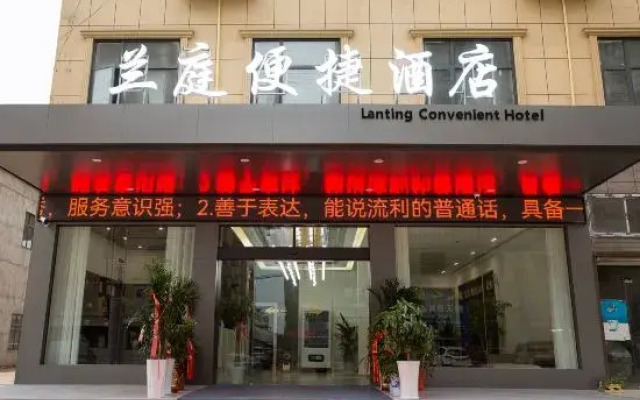 兰庭便捷酒店
Lanting Convenient Hotel
，服务意识强；2.善于表达，能说流利的普通话，具备一